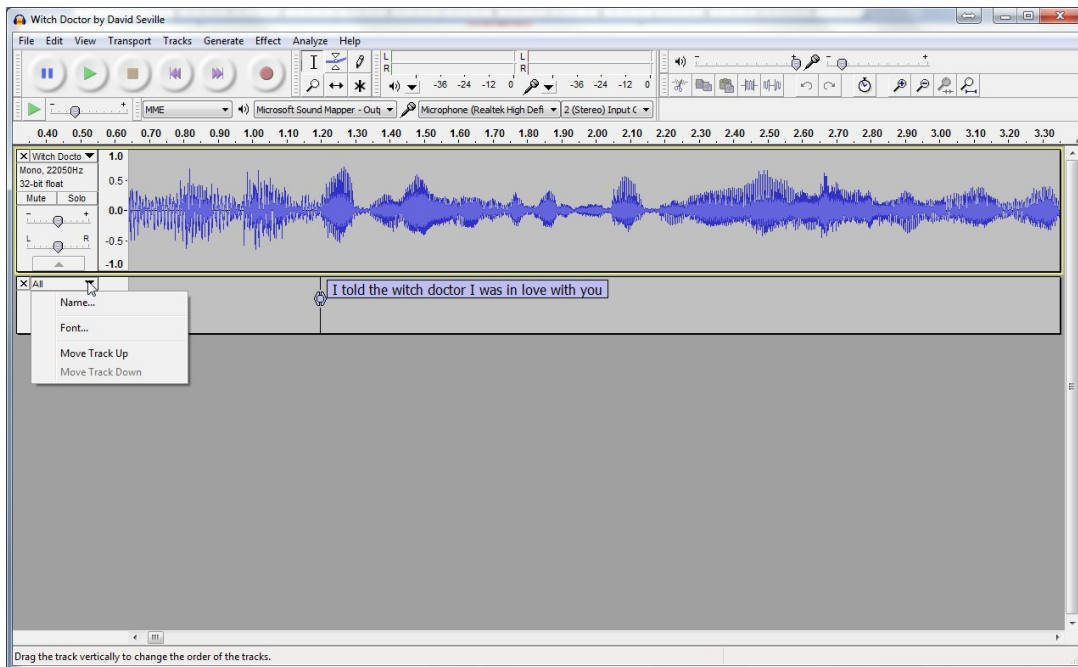 Witch Doctor by David Seville
File Edit View Transport Tracks Generate Effect Analyze Help
L
R
L
R
-36 -24 -12 0
-36 -24 -12 0
MME
Microsoft Sound Mapper - Out
Microphone (Realtek High Defi
2 (Stereo) Input C
0.40 0.50 0.60 0.70 0.80 0.90 1.00 1.10 1.20 1.30 1.40 1.50 1.60 1.70 1.80 1.90 2.00 2.10 2.20 2.30 2.40 2.50 2.60 2.70 2.80 2.90 3.00 3.10 3.20 3.30
X Witch Docto
1.0
Mono, 22050Hz
32-bit float
0.5
Mute Solo
- +
0.0
L R
-0.5
-1.0
X All
I told the witch doctor I was in love with you
Name...
Font...
Move Track Up
Move Track Down
Drag the track vertically to change the order of the tracks.